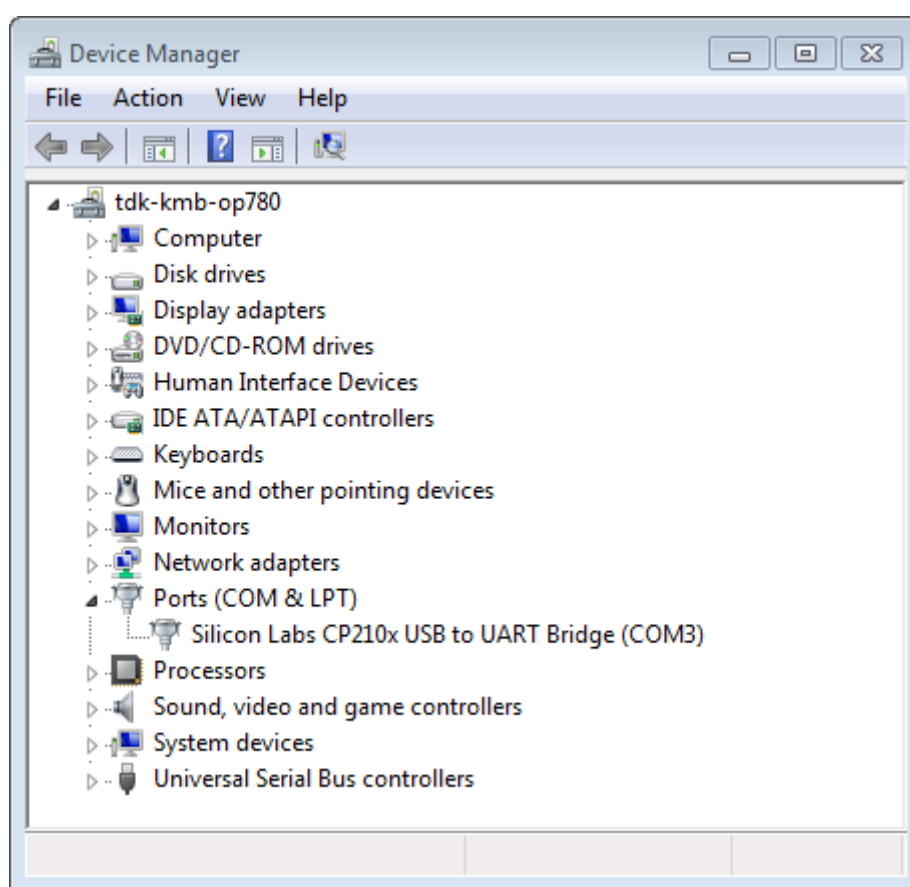 Device Manager
File Action View Help
tdk-kmb-op780
Computer
Disk drives
Display adapters
DVD/CD-ROM drives
Human Interface Devices
IDE ATA/ATAPI controllers
Keyboards
Mice and other pointing devices
Monitors
Network adapters
Ports (COM & LPT)
Silicon Labs CP210x USB to UART Bridge (COM3)
Processors
Sound, video and game controllers
System devices
Universal Serial Bus controllers